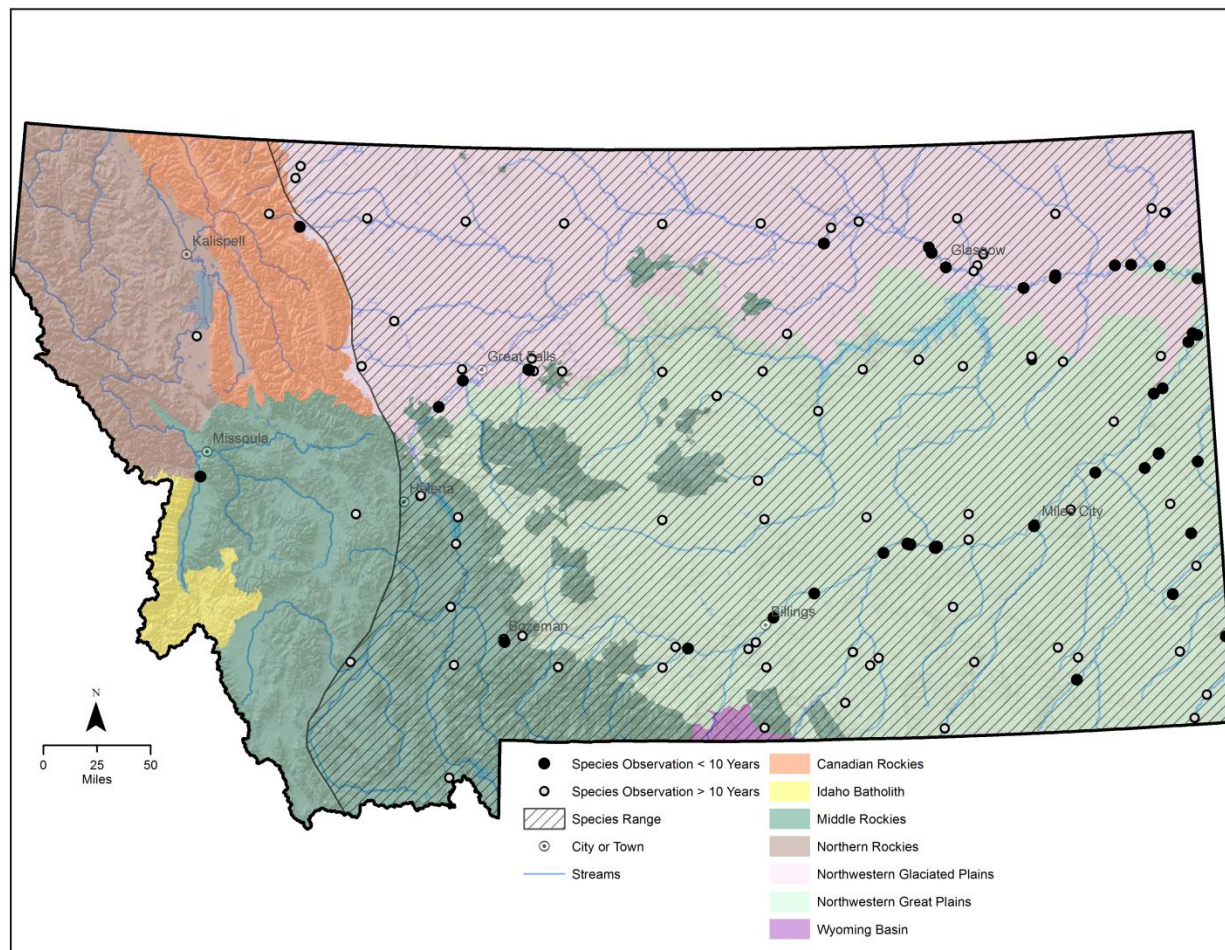 Kalispell
Glasgow
Great Falls
Missoula
Helena
Miles City
Billings
Bozeman
N
0 25 50
Miles
Species Observation < 10 Years
Species Observation > 10 Years
Species Range
City or Town
Streams
Canadian Rockies
Idaho Batholith
Middle Rockies
Northern Rockies
Northwestern Glaciated Plains
Northwestern Great Plains
Wyoming Basin